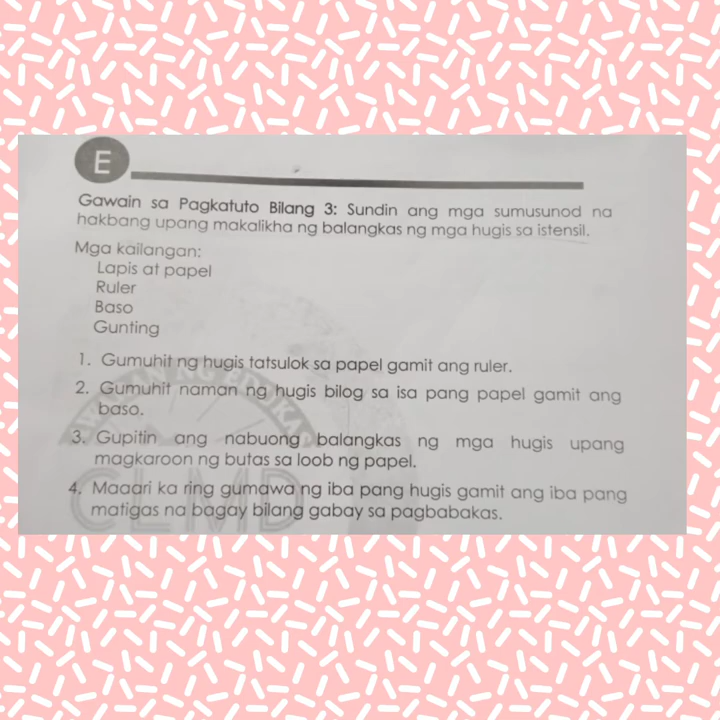 E
Gawain sa Pagkatuto Bilang 3: Sundin ang mga sumusunod na
hakbang upang makalikha ng balangkas ng mga hugis sa istensil.
Mga kailangan:
Lapis at papel
Ruler
Baso
Gunting
1. Gumuhit ng hugis tatsulok sa papel gamit ang ruler.
2. Gumuhit naman ng hugis bilog sa isa pang papel gamit ang
baso.
3. Gupitin ang nabuong balangkas ng mga hugis upang
magkaroon ng butas sa loob ng papel.
4. Maaari ka ring gumawa ng iba pang hugis gamit ang iba pang
matigas na bagay bilang gabay sa pagbabakas.
CLMD